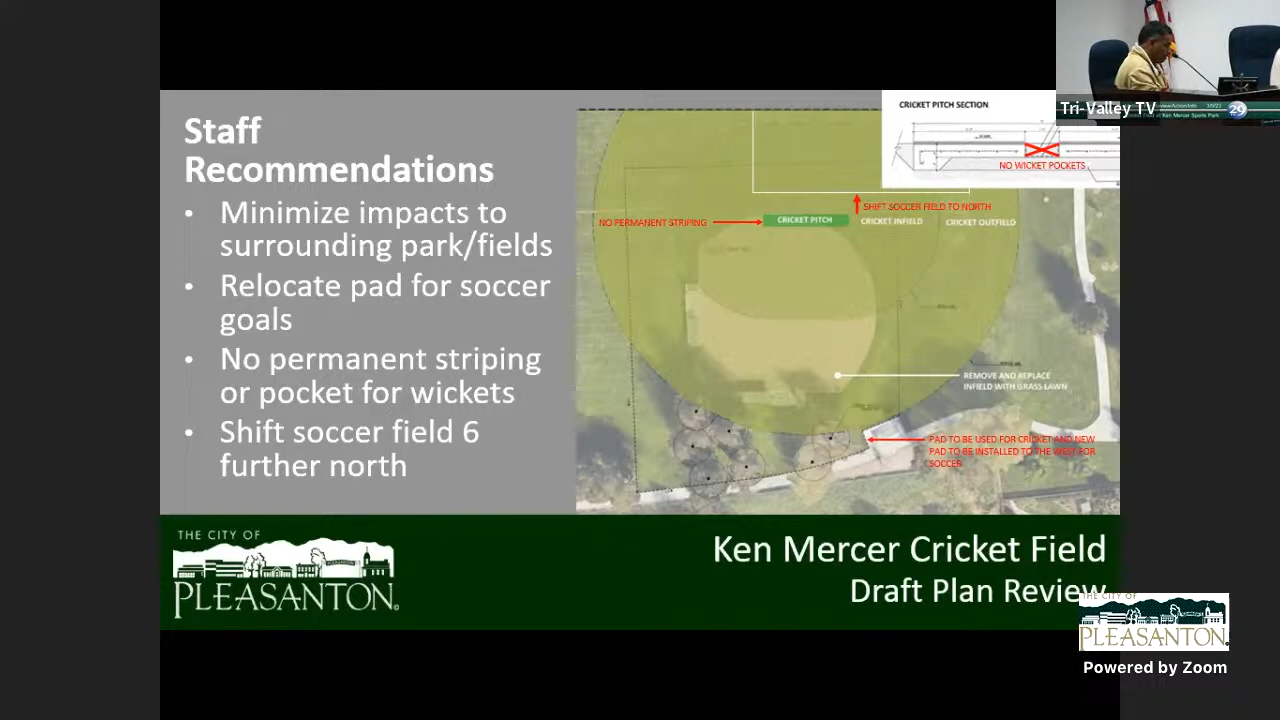 Staff
Recommendations
• Minimize impacts to
surrounding park/fields
• Relocate pad for soccer
goals
• No permanent striping
or pocket for wickets
• Shift soccer field 6
further north
CRICKET PITCH SECTION
NO WICKET POCKETS
SHIFT SOCCER FIELD TO NORTH
NO PERMANENT STRIPING
CRICKET PITCH
CRICKET INFIELD
CRICKET OUTFIELD
REMOVE AND REPLACE
INFIELD WITH GRASS LAWN
PAD TO BE USED FOR CRICKET AND NEW
PAD TO BE INSTALLED TO THE WEST FOR
SOCCER
Tri-Valley TV
29
Ken Mercer Sports Park
THE CITY OF
PLEASANTON
Ken Mercer Cricket Field
Draft Plan Review
THE CITY OF
PLEASANTON
Powered by Zoom